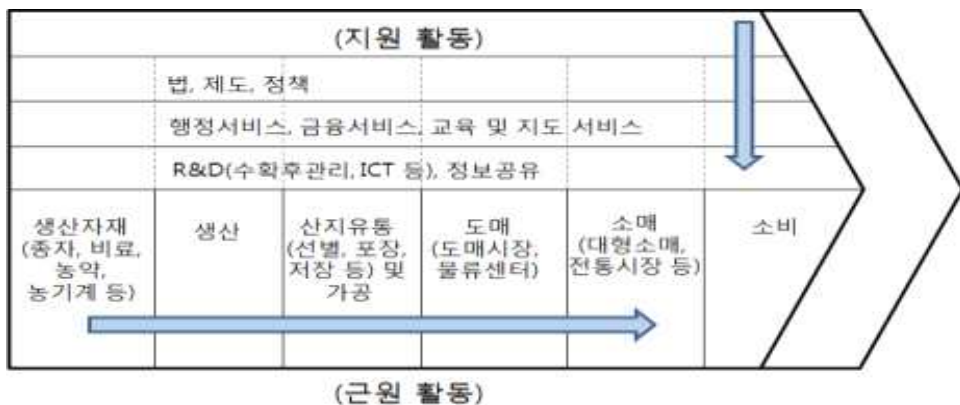 (지원 활동)
법, 제도, 정책
행정서비스, 금융서비스, 교육 및 지도 서비스
R&D(수확후관리, ICT 등), 정보공유
생산자재
(종자, 비료,
농약,
농기계 등)
생산
산지유통
(선별, 포장,
저장 등) 및
가공
도매
(도매시장,
물류센터)
소매
(대형소매,
전통시장 등)
소비
(근원 활동)